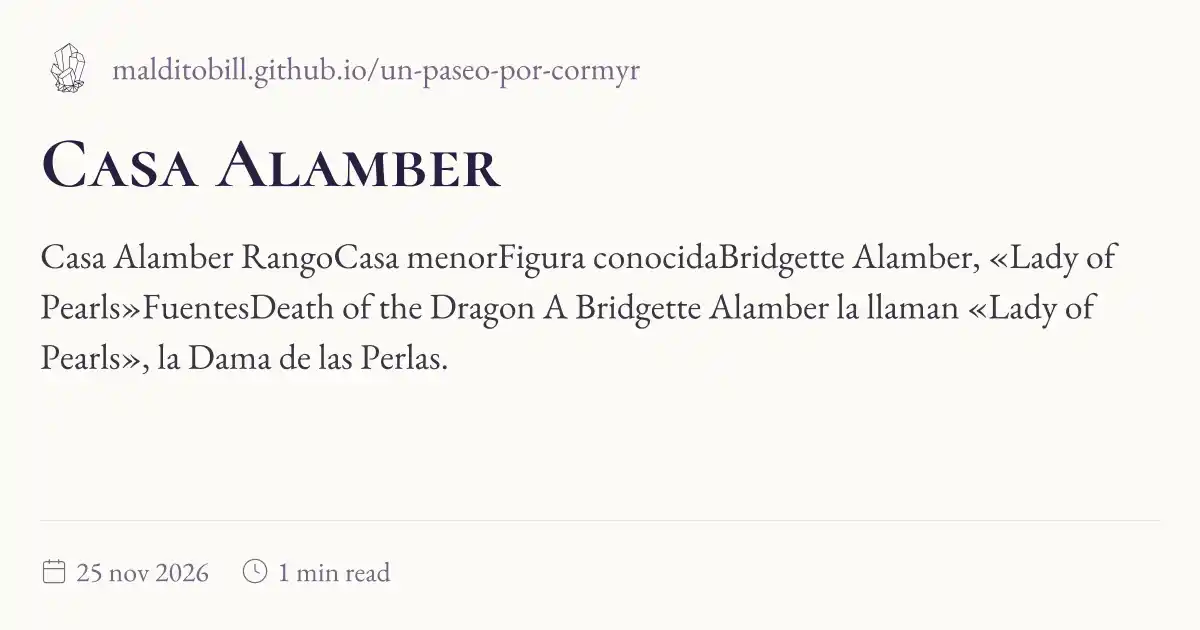 malditobill.github.io/un-paseo-por-cormyr
Casa Alamber
Casa Alamber RangoCasa menorFigura conocidaBridgette Alamber, «Lady of
Pearls»FuentesDeath of the Dragon A Bridgette Alamber la llaman «Lady of
Pearls», la Dama de las Perlas.
25 nov 2026
1 min read